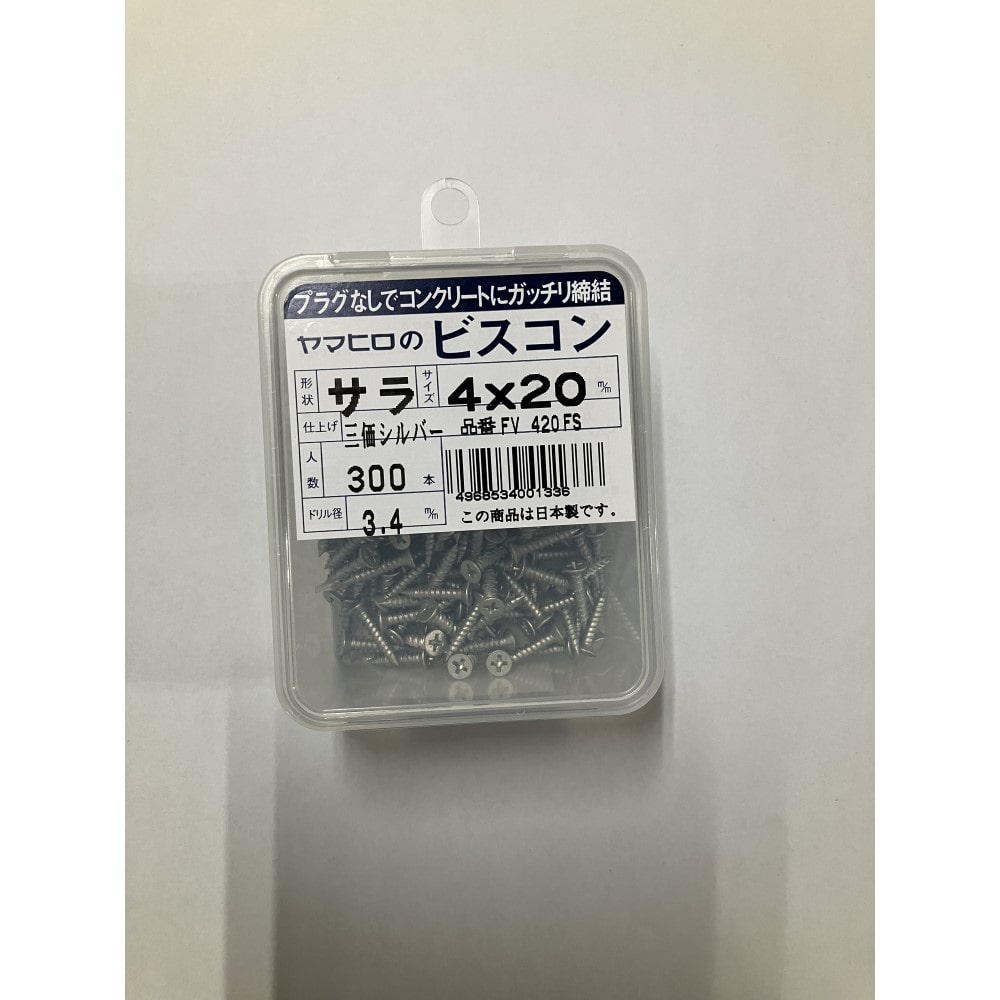 プラグなしでコンクリートにガッチリ締結
ヤマヒロの ビスコン
形状 サラ サイズ 4x20 m/m
仕上げ 三価シルバー 品番 FV 420FS
入数 300 本
4968534001336
ドリル径 3.4 m/m この商品は日本製です。